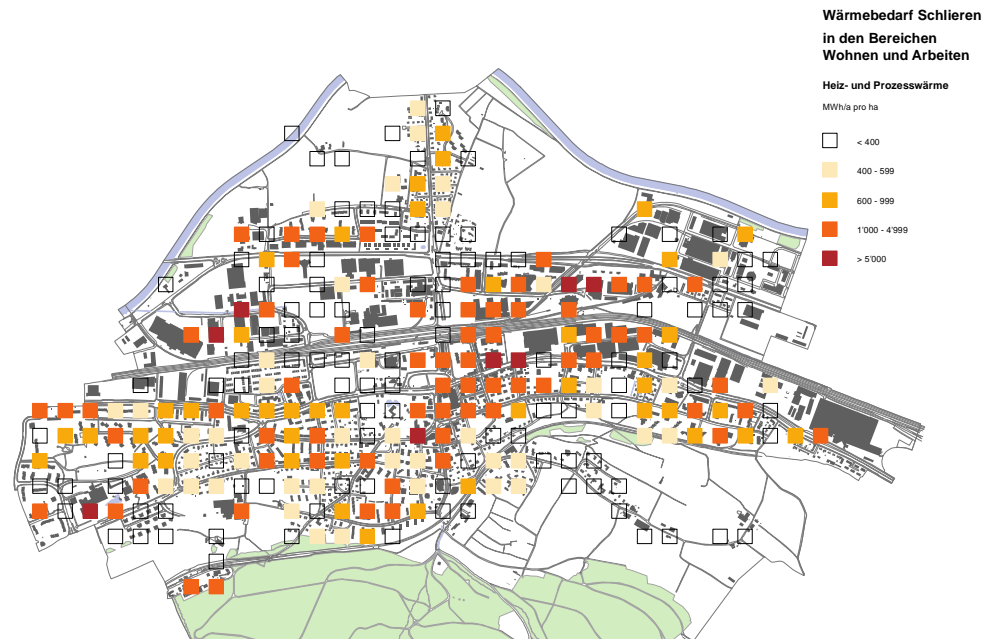 Wärmebedarf Schlieren
in den Bereichen
Wohnen und Arbeiten
Heiz- und Prozesswärme
MWh/a pro ha
< 400
400 - 599
600 - 999
1'000 - 4'999
> 5'000